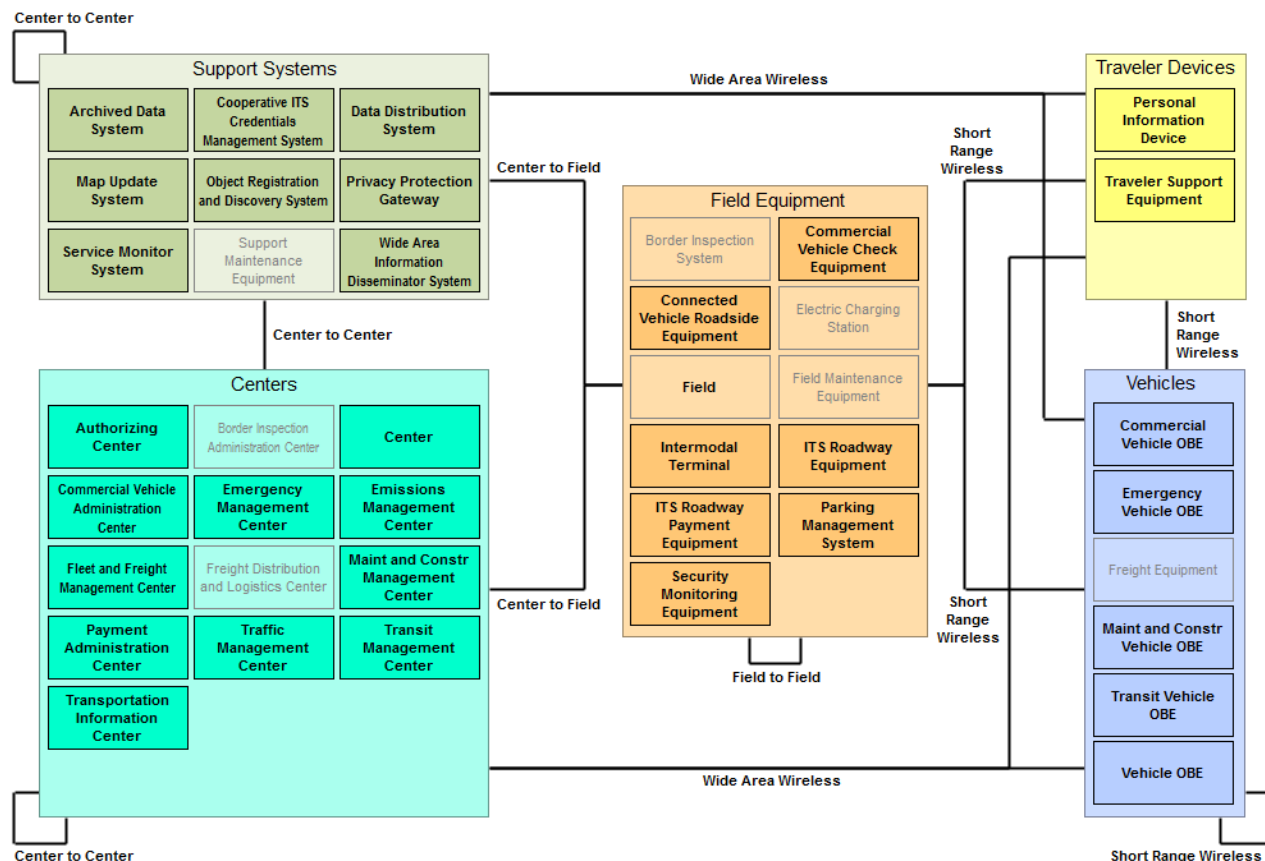 Center to Center
Support Systems
Archived Data
System
Cooperative ITS
Credentials
Management System
Data Distribution
System
Map Update
System
Object Registration
and Discovery System
Privacy Protection
Gateway
Service Monitor
System
Support
Maintenance
Equipment
Wide Area
Information
Disseminator System
Wide Area Wireless
Center to Field
Short
Range
Wireless
Traveler Devices
Personal
Information
Device
Traveler Support
Equipment
Field Equipment
Border Inspection
System
Commercial
Vehicle Check
Equipment
Connected
Vehicle Roadside
Equipment
Electric Charging
Station
Field
Field Maintenance
Equipment
Intermodal
Terminal
ITS Roadway
Equipment
ITS Roadway
Payment
Equipment
Parking
Management
System
Security
Monitoring
Equipment
Field to Field
Center to Center
Short
Range
Wireless
Centers
Authorizing
Center
Border Inspection
Administration Center
Center
Commercial Vehicle
Administration
Center
Emergency
Management
Center
Emissions
Management
Center
Fleet and Freight
Management Center
Freight Distribution
and Logistics Center
Maint and Constr
Management
Center
Payment
Administration
Center
Traffic
Management
Center
Transit
Management
Center
Transportation
Information
Center
Center to Field
Short
Range
Wireless
Vehicles
Commercial
Vehicle OBE
Emergency
Vehicle OBE
Freight Equipment
Maint and Constr
Vehicle OBE
Transit Vehicle
OBE
Vehicle OBE
Wide Area Wireless
Center to Center
Short Range Wireless